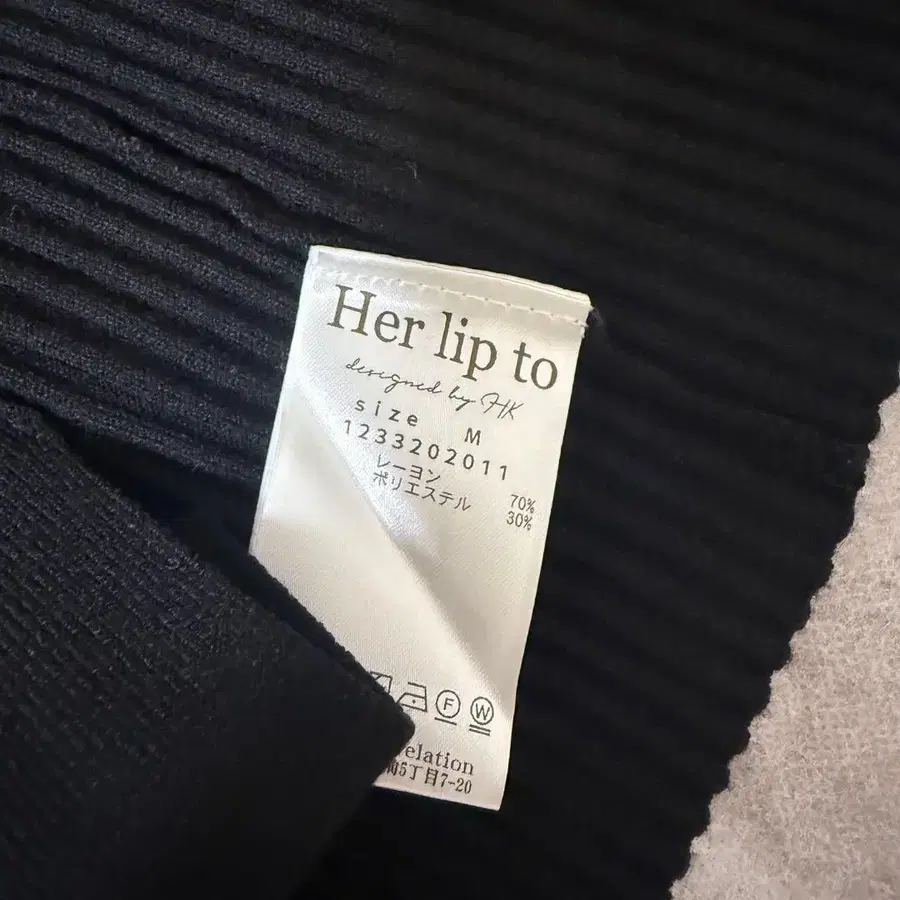 Her lip to
designed by HK
size M
1233202011
レーヨン 70%
ポリエステル 30%
F W
elation
5丁目7-20